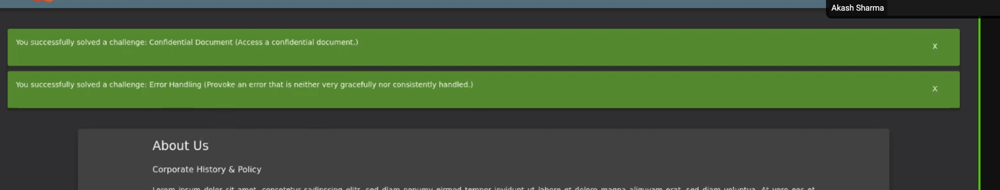 Akash Sharma
You successfully solved a challenge: Confidential Document (Access a confidential document.)
X
You successfully solved a challenge: Error Handling (Provoke an error that is neither very gracefully nor consistently handled.)
X
About Us
Corporate History & Policy
Lorem ipsum dolor sit amet, consetetur sadipscing elitr, sed diam nonumy eirmod tempor invidunt ut labore et dolore magna aliquyam erat, sed diam voluptua. At vero eos et